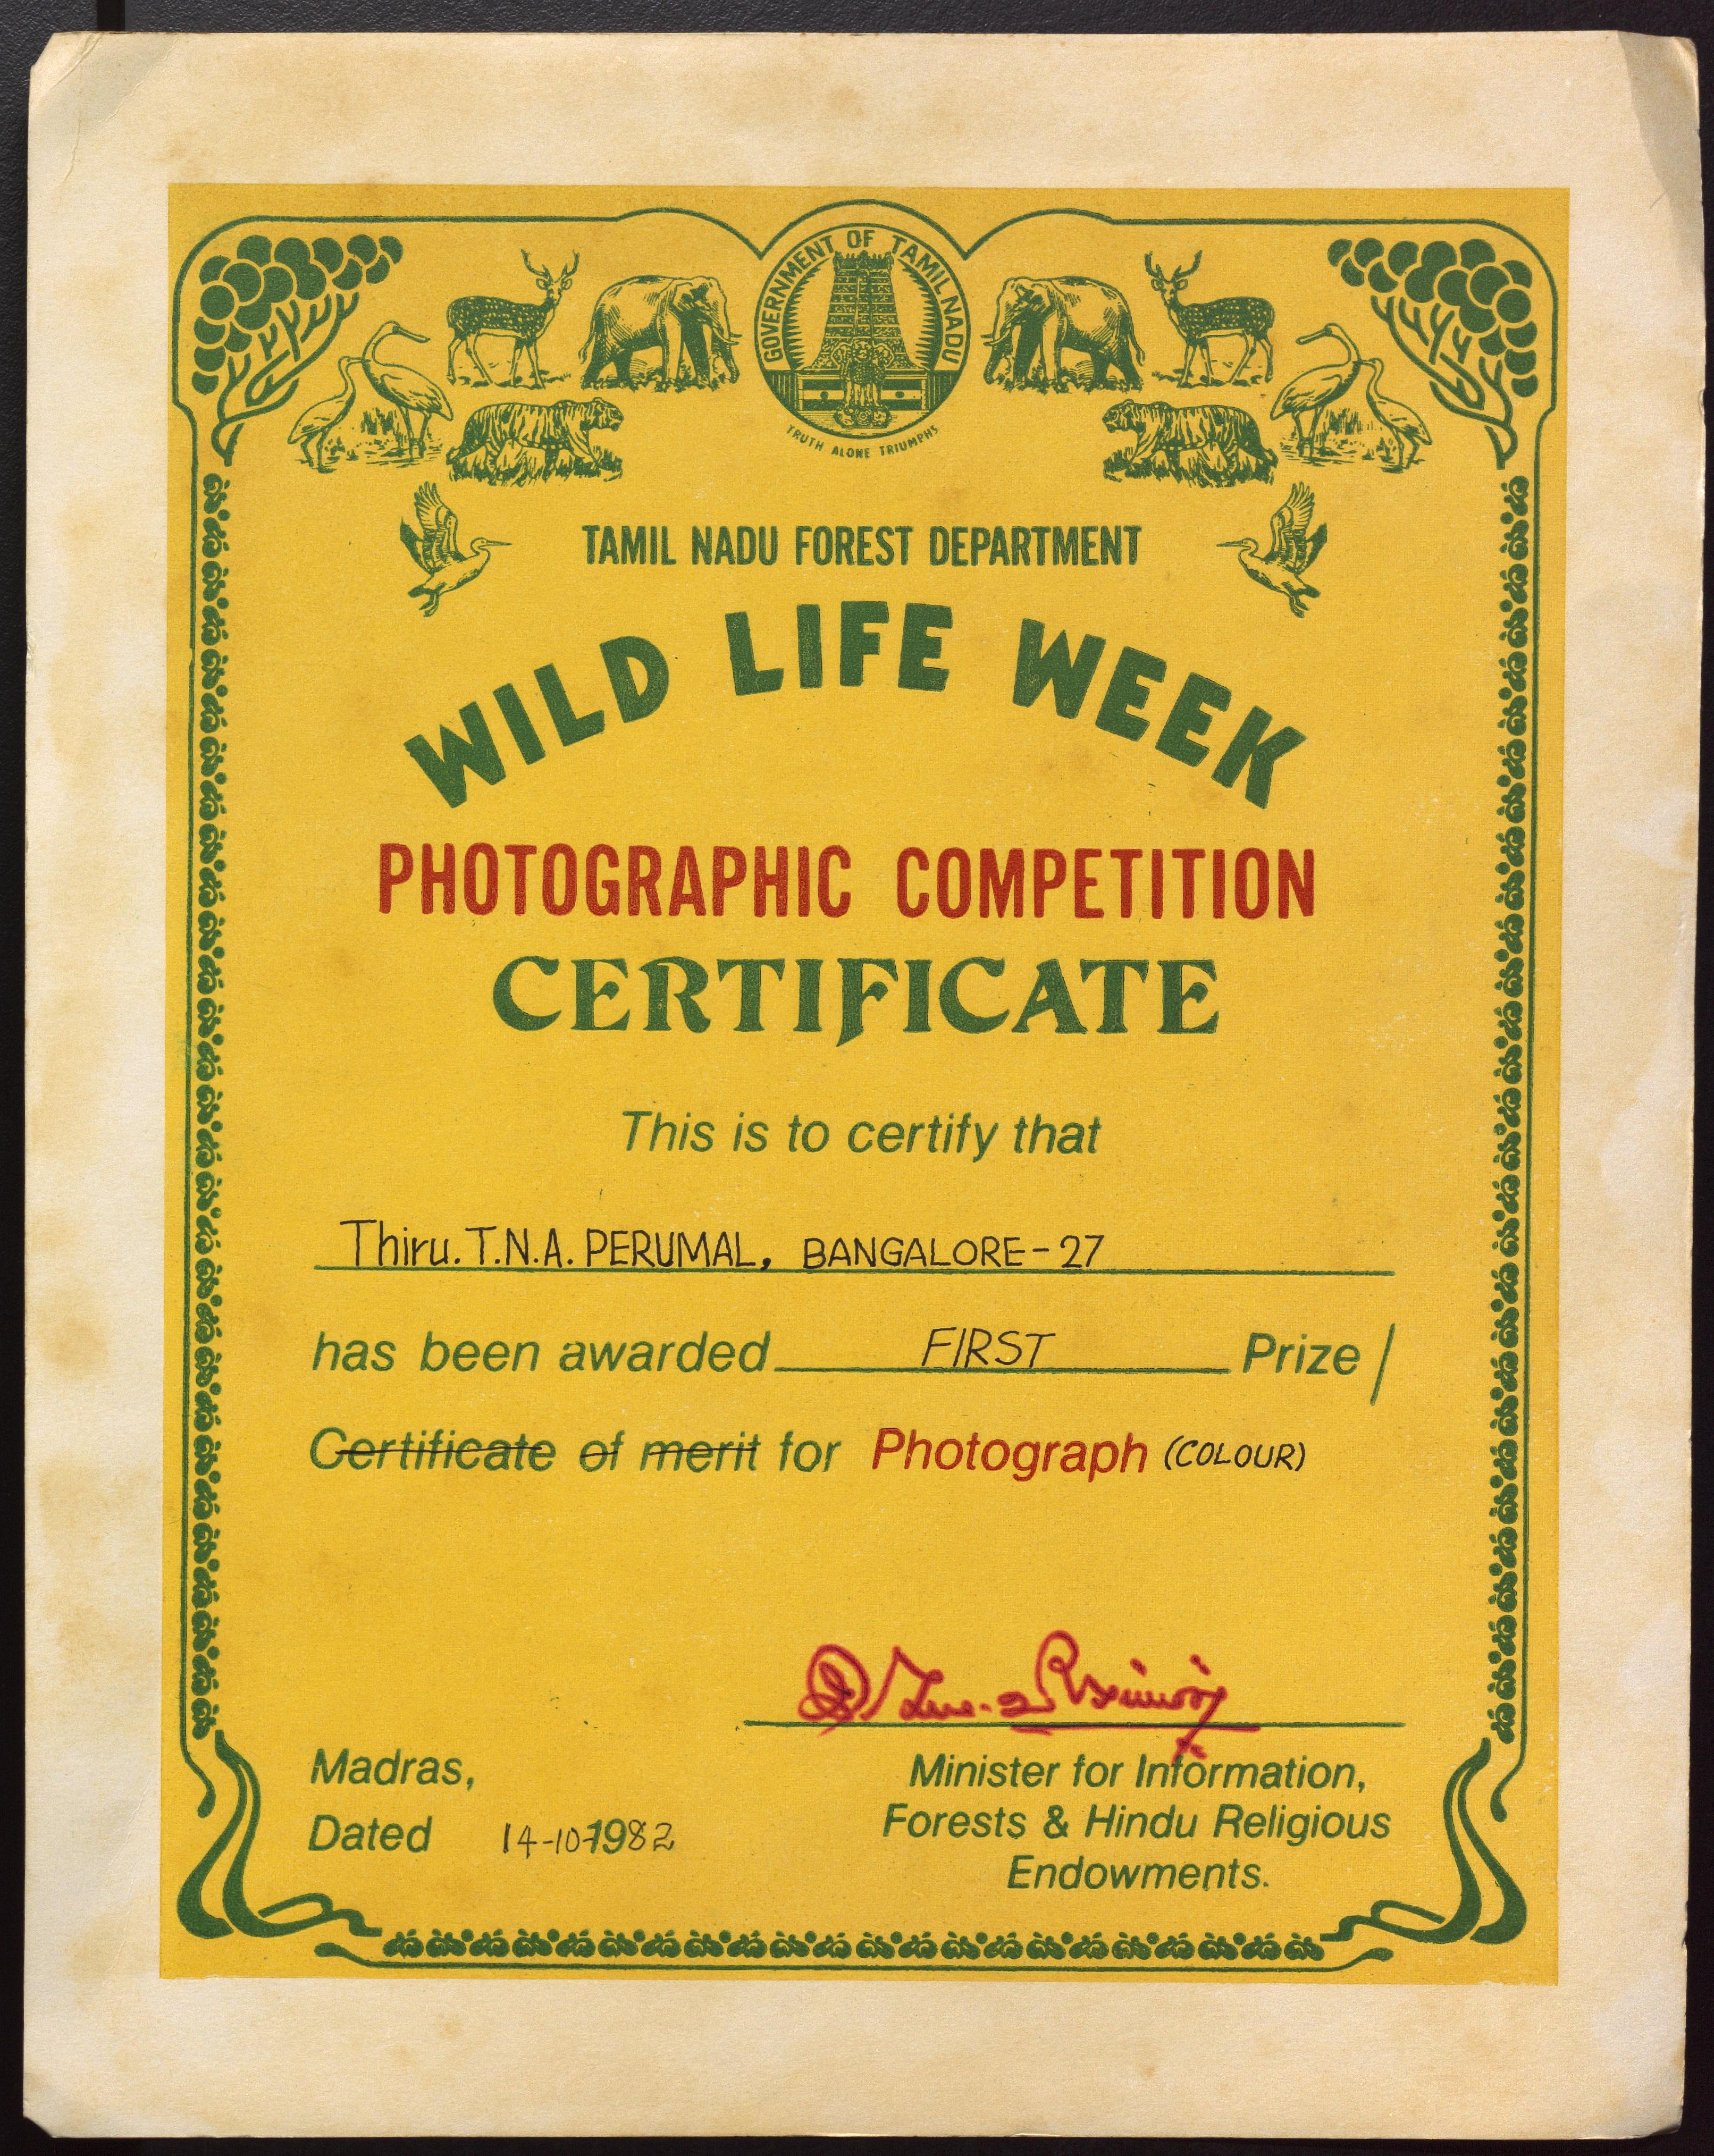 GOVERNMENT OF TAMIL NADU
TRUTH ALONE TRIUMPHS
TAMIL NADU FOREST DEPARTMENT
WILD LIFE WEEK
PHOTOGRAPHIC COMPETITION
CERTIFICATE
This is to certify that
Thiru. T.N.A. PERUMAL, BANGALORE-27
has been awarded FIRST Prize /
Certificate of merit for Photograph (COLOUR)
Madras,
Dated 14-10-1982
Minister for Information,
Forests & Hindu Religious
Endowments.